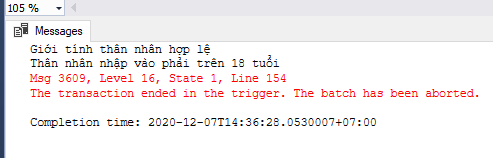 105 %
Messages
Giới tính thân nhân hợp lệ
Thân nhân nhập vào phải trên 18 tuổi
Msg 3609, Level 16, State 1, Line 154
The transaction ended in the trigger. The batch has been aborted.
Completion time: 2020-12-07T14:36:28.0530007+07:00